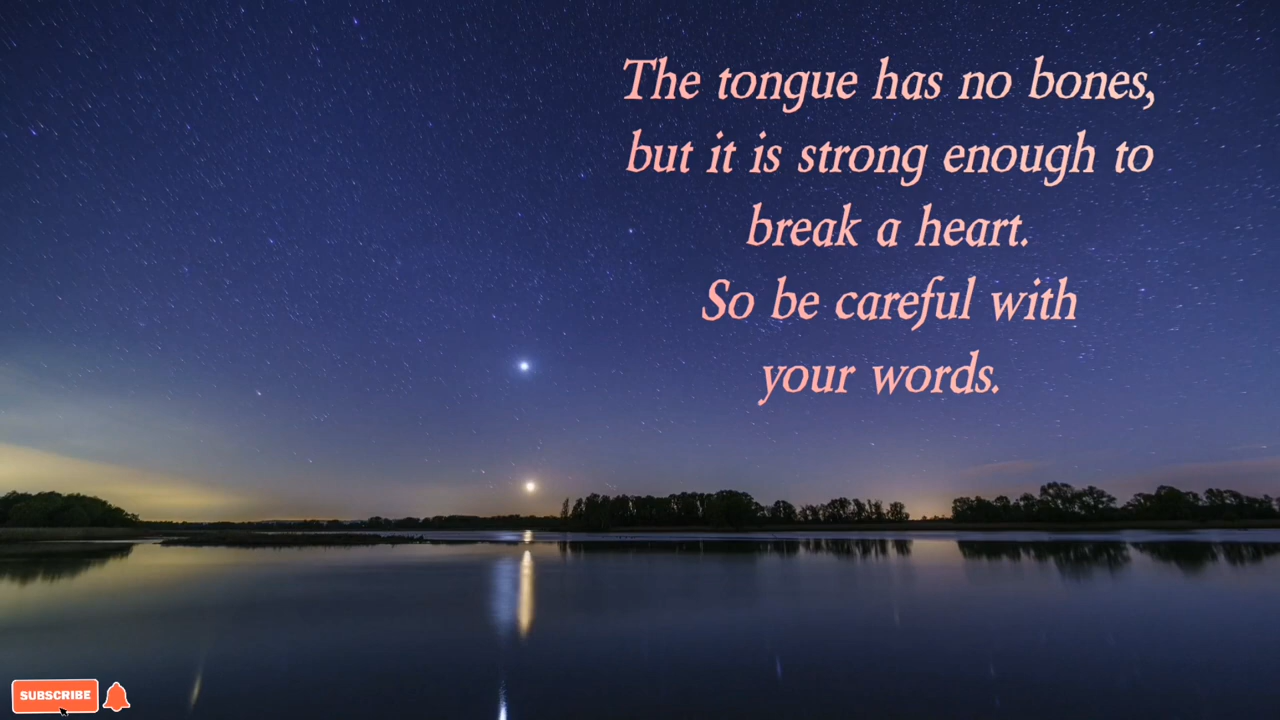 The tongue has no bones,
but it is strong enough to
break a heart.
So be careful with
your words.
SUBSCRIBE